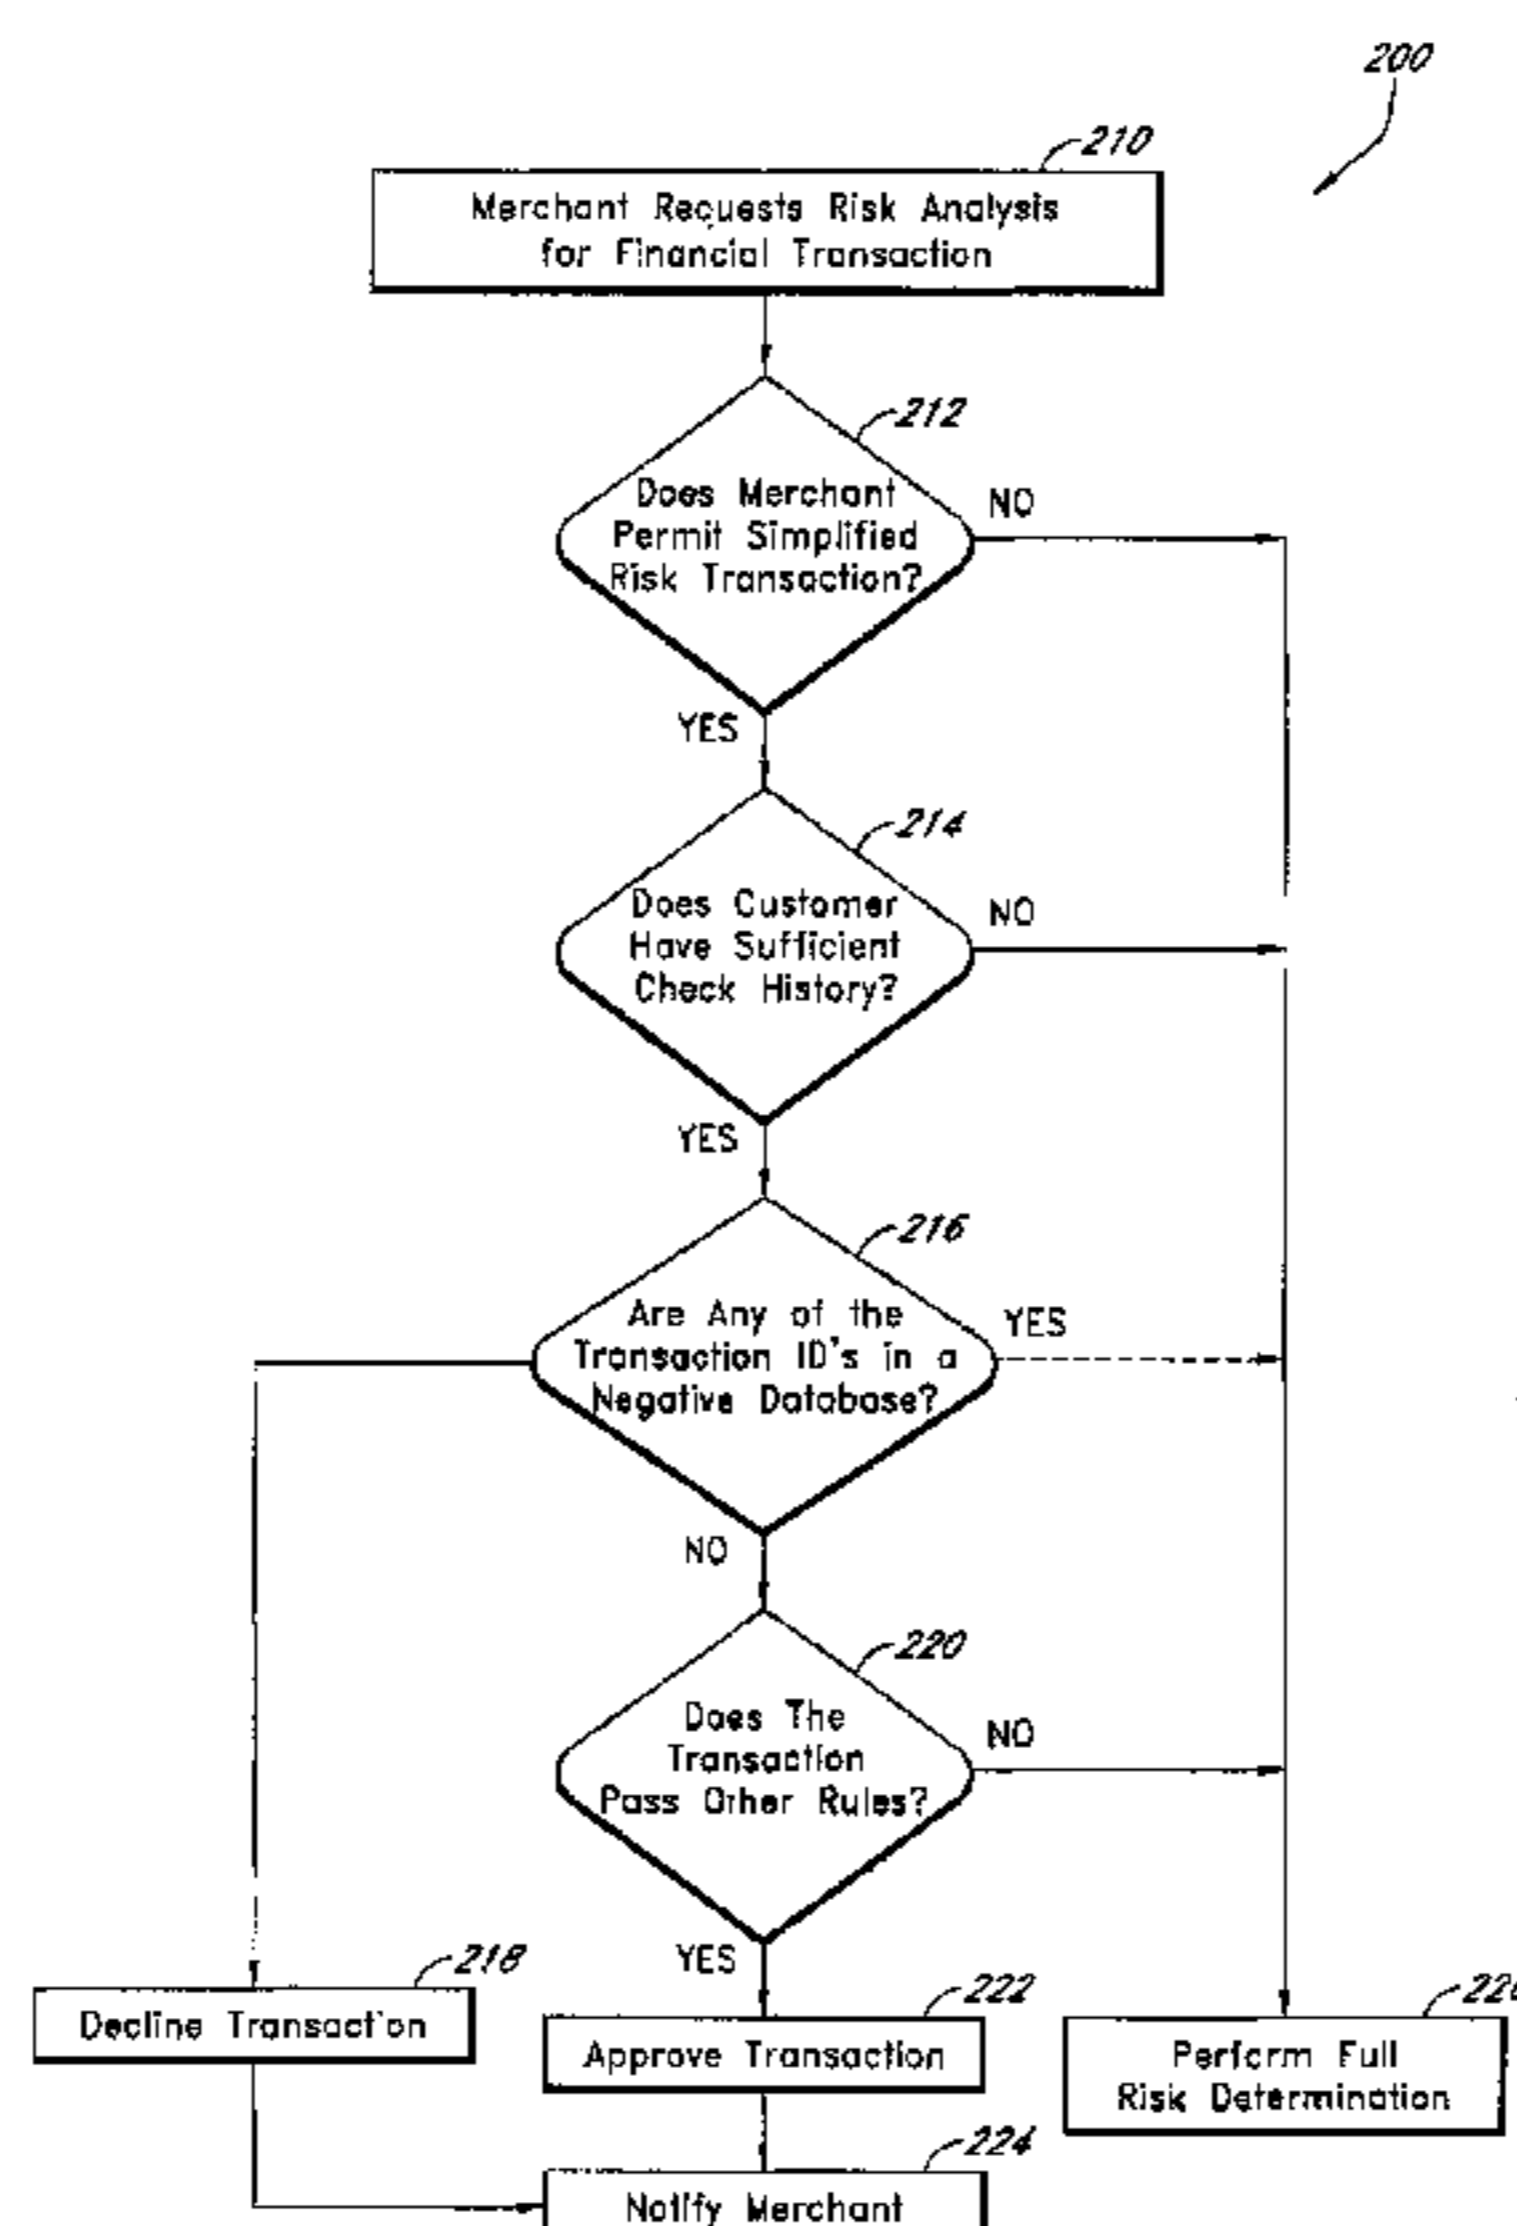 200
210
Merchant Requests Risk Analysis
for Financial Transaction
212
Does Merchant
Permit Simplified
Risk Transaction?
NO
YES
214
Does Customer
Have Sufficient
Check History?
NO
YES
216
Are Any of the
Transaction ID's in a
Negative Database?
YES
NO
220
Does The
Transaction
Pass Other Rules?
NO
YES
218
Decline Transaction
222
Approve Transaction
Perform Full
Risk Determination
224
Notify Merchant